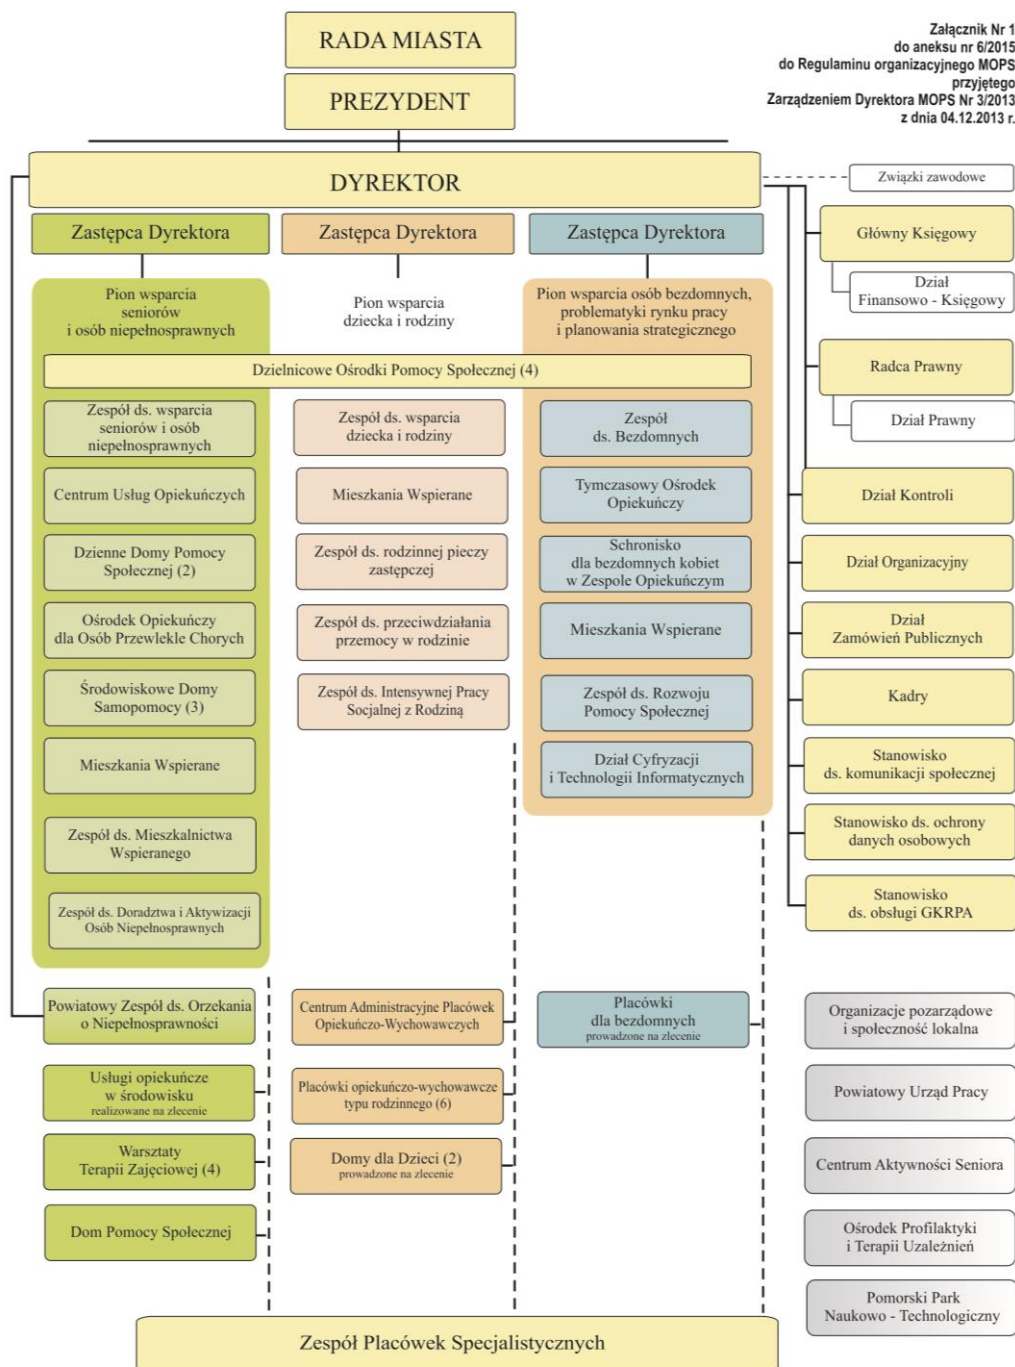 RADA MIASTA
PREZYDENT
Załącznik Nr 1
do aneksu nr 6/2015
do Regulaminu organizacyjnego MOPS
przyjętego
Zarządzeniem Dyrektora MOPS Nr 3/2013
z dnia 04.12.2013 r.
DYREKTOR
Związki zawodowe
Zastępca Dyrektora
Zastępca Dyrektora
Zastępca Dyrektora
Pion wsparcia
seniorów
i osób niepełnosprawnych
Pion wsparcia
dziecka i rodziny
Pion wsparcia osób bezdomnych,
problematyki rynku pracy
i planowania strategicznego
Dzielnicowe Ośrodki Pomocy Społecznej (4)
Zespół ds. wsparcia
seniorów i osób
niepełnosprawnych
Centrum Usług Opiekuńczych
Dzienne Domy Pomocy
Społecznej (2)
Ośrodek Opiekuńczy
dla Osób Przewlekle Chorych
Środowiskowe Domy
Samopomocy (3)
Mieszkania Wspierane
Zespół ds. Mieszkalnictwa
Wspieranego
Zespół ds. Doradztwa i Aktywizacji
Osób Niepełnosprawnych
Zespół ds. wsparcia
dziecka i rodziny
Mieszkania Wspierane
Zespół ds. rodzinnej pieczy
zastępczej
Zespół ds. przeciwdziałania
przemocy w rodzinie
Zespół ds. Intensywnej Pracy
Socjalnej z Rodziną
Zespół
ds. Bezdomnych
Tymczasowy Ośrodek
Opiekuńczy
Schronisko
dla bezdomnych kobiet
w Zespole Opiekuńczym
Mieszkania Wspierane
Zespół ds. Rozwoju
Pomocy Społecznej
Dział Cyfryzacji
i Technologii Informatycznych
Główny Księgowy
Dział
Finansowo - Księgowy
Radca Prawny
Dział Prawny
Dział Kontroli
Dział Organizacyjny
Dział
Zamówień Publicznych
Kadry
Stanowisko
ds. komunikacji społecznej
Stanowisko ds. ochrony
danych osobowych
Stanowisko
ds. obsługi GKRPA
Powiatowy Zespół ds. Orzekania
o Niepełnosprawności
Usługi opiekuńcze
w środowisku
realizowane na zlecenie
Warsztaty
Terapii Zajęciowej (4)
Dom Pomocy Społecznej
Centrum Administracyjne Placówek
Opiekuńczo-Wychowawczych
Placówki opiekuńczo-wychowawcze
typu rodzinnego (6)
Domy dla Dzieci (2)
prowadzone na zlecenie
Placówki
dla bezdomnych
prowadzone na zlecenie
Organizacje pozarządowe
i społeczność lokalna
Powiatowy Urząd Pracy
Centrum Aktywności Seniora
Ośrodek Profilaktyki
i Terapii Uzależnień
Pomorski Park
Naukowo - Technologiczny
Zespół Placówek Specjalistycznych